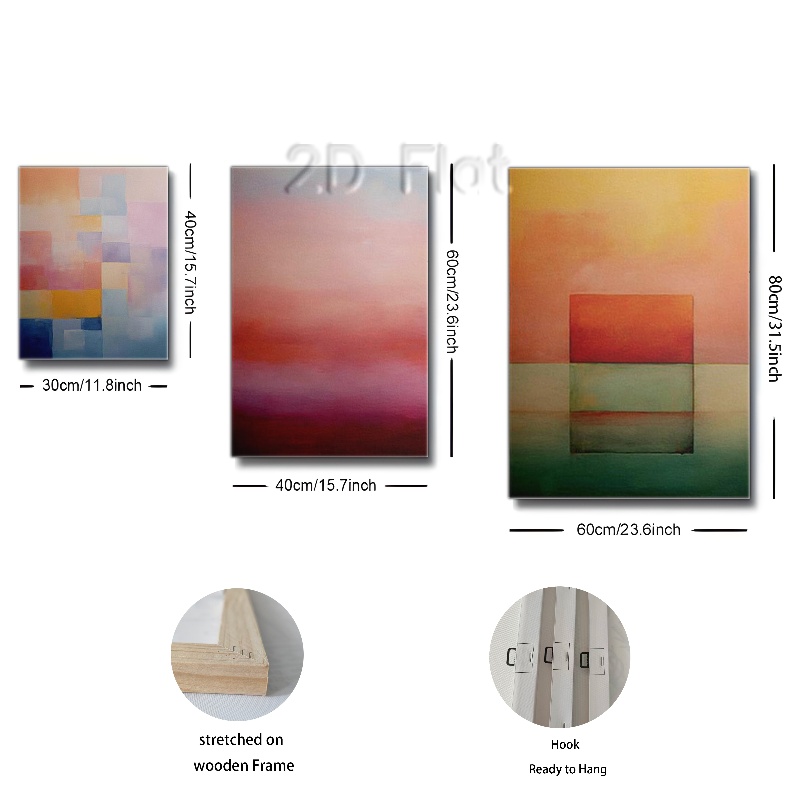 2D Flat
40cm/15.7inch
30cm/11.8inch
60cm/23.6inch
40cm/15.7inch
80cm/31.5inch
60cm/23.6inch
stretched on
wooden Frame
Hook
Ready to Hang